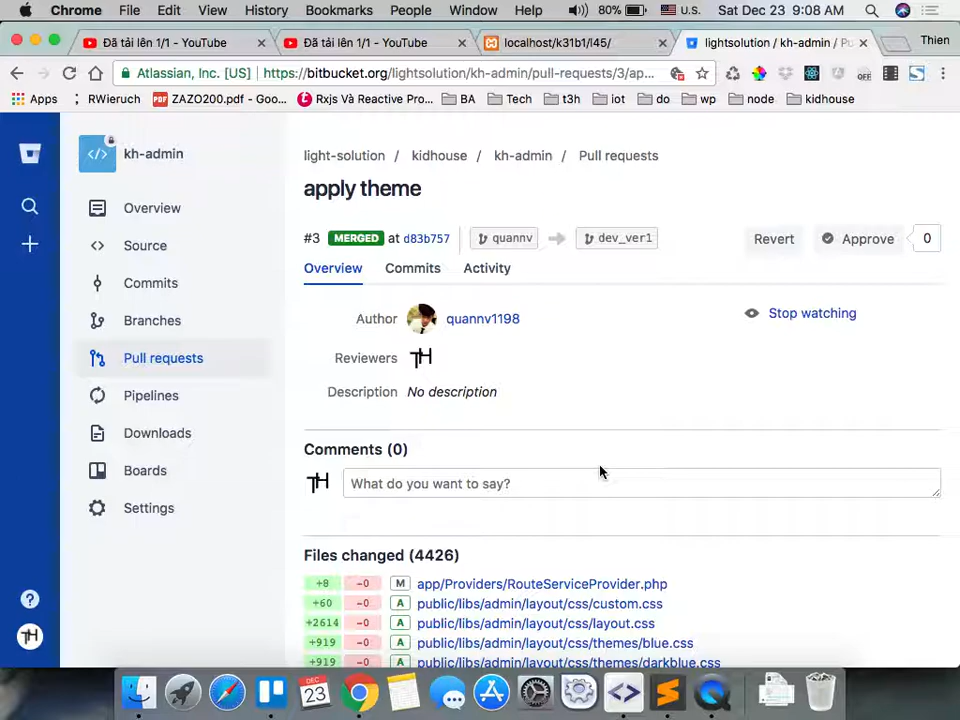 Chrome File Edit View History Bookmarks People Window Help 80% U.S. Sat Dec 23 9:08 AM
Đã tải lên 1/1 - YouTube Đã tải lên 1/1 - YouTube localhost/k31b1/l45/ lightsolution / kh-admin / Pu Thien
Atlassian, Inc. [US] https://bitbucket.org/lightsolution/kh-admin/pull-requests/3/ap... OFF
Apps RWieruch PDF ZAZO200.pdf - Goo... Rxjs Và Reactive Pro... BA Tech t3h iot do wp node kidhouse
kh-admin
Overview
Source
Commits
Branches
Pull requests
Pipelines
Downloads
Boards
Settings
TH
light-solution / kidhouse / kh-admin / Pull requests
apply theme
#3 MERGED at d83b757 quannv dev_ver1 Revert Approve 0
Overview Commits Activity
Author quannv1198 Stop watching
Reviewers TH
Description No description
Comments (0)
TH What do you want to say?
Files changed (4426)
+8 -0 M app/Providers/RouteServiceProvider.php
+60 -0 A public/libs/admin/layout/css/custom.css
+2614 -0 A public/libs/admin/layout/css/layout.css
+919 -0 A public/libs/admin/layout/css/themes/blue.css
+919 -0 A public/libs/admin/layout/css/themes/darkblue.css
DEC
23